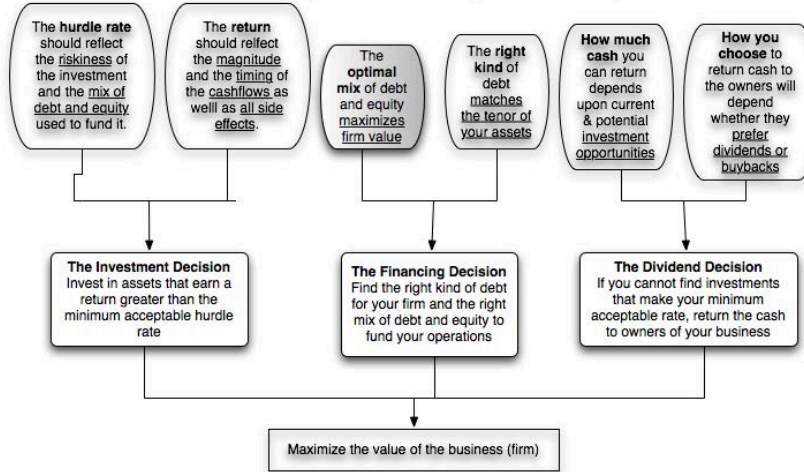 The hurdle rate
should reflect
the riskiness of
the investment
and the mix of
debt and equity
used to fund it.
The return
should relfect
the magnitude
and the timing of
the cashflows as
welll as all side
effects.
The
optimal
mix of debt
and equity
maximizes
firm value
The right
kind of
debt
matches
the tenor of
your assets
How much
cash you
can return
depends
upon current
& potential
investment
opportunities
How you
choose to
return cash to
the owners will
depend
whether they
prefer
dividends or
buybacks
The Investment Decision
Invest in assets that earn a
return greater than the
minimum acceptable hurdle
rate
The Financing Decision
Find the right kind of debt
for your firm and the right
mix of debt and equity to
fund your operations
The Dividend Decision
If you cannot find investments
that make your minimum
acceptable rate, return the cash
to owners of your business
Maximize the value of the business (firm)